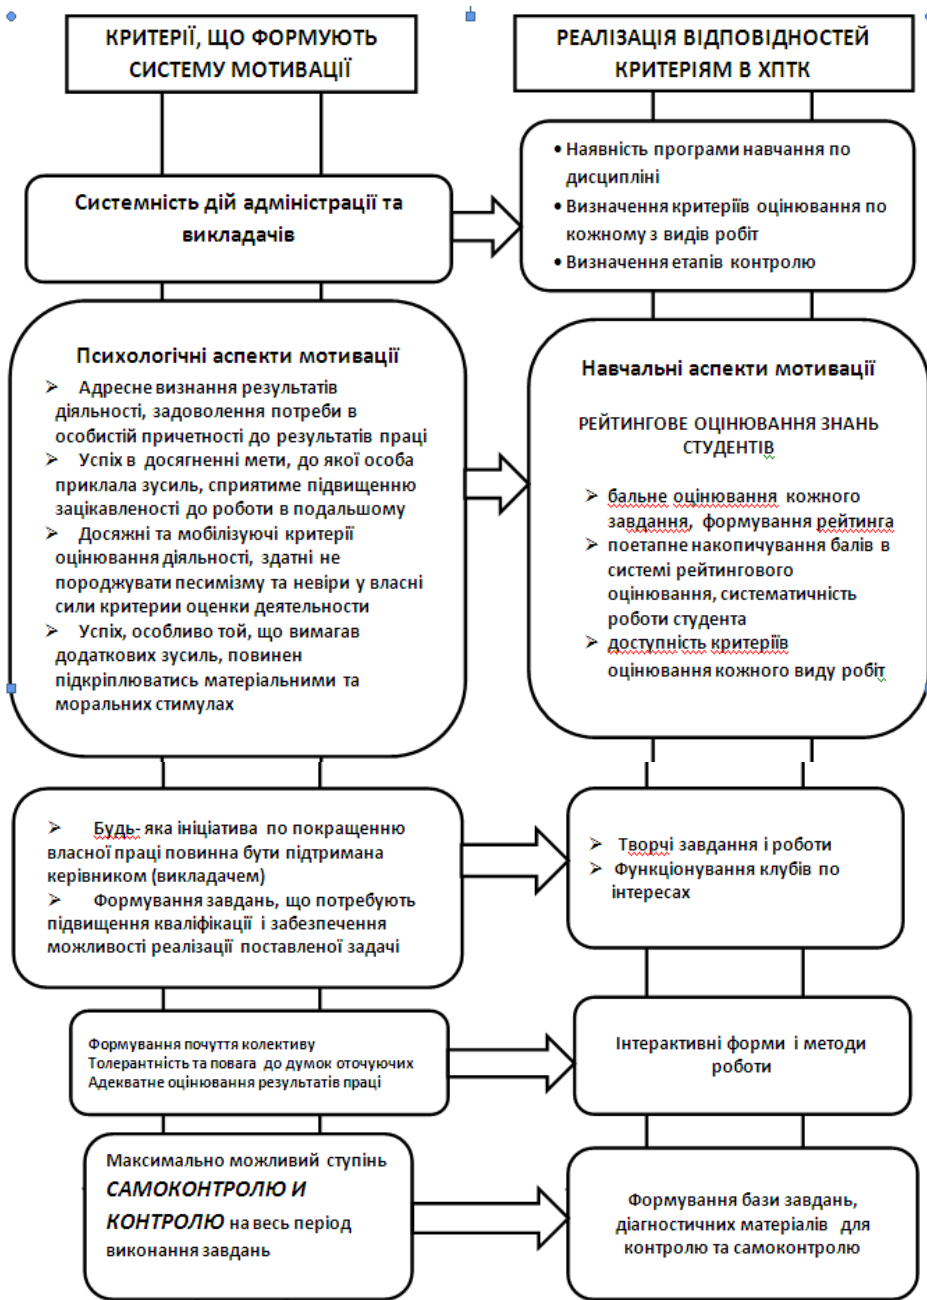 КРИТЕРІЇ, ЩО ФОРМУЮТЬ
СИСТЕМУ МОТИВАЦІЇ
РЕАЛІЗАЦІЯ ВІДПОВІДНОСТЕЙ
КРИТЕРІЯМ В ХПТК
Системність дій адміністрації та
викладачів
• Наявність програми навчання по
дисципліні
• Визначення критеріїв оцінювання по
кожному з видів робіт
• Визначення етапів контролю
Психологічні аспекти мотивації
➢ Адресне визнання результатів
діяльності, задоволення потреби в
особистій причетності до результатів праці
➢ Успіх в досягненні мети, до якої особа
приклала зусиль, сприятиме підвищенню
зацікавленості до роботи в подальшому
➢ Досяжні та мобілізуючі критерії
оцінювання діяльності, здатні не
породжувати песимізму та невіри у власні
сили критерии оценки деятельности
➢ Успіх, особливо той, що вимагав
додаткових зусиль, повинен
підкріплюватись матеріальними та
моральних стимулах
Навчальні аспекти мотивації
РЕЙТИНГОВЕ ОЦІНЮВАННЯ ЗНАНЬ
СТУДЕНТІВ
➢ бальне оцінювання кожного
завдання, формування рейтинга
➢ поетапне накопичування балів в
системі рейтингового
оцінювання, систематичність
роботи студента
➢ доступність критеріїв
оцінювання кожного виду робіт
➢ Будь- яка ініціатива по покращенню
власної праці повинна бути підтримана
керівником (викладачем)
➢ Формування завдань, що потребують
підвищення кваліфікації і забезпечення
можливості реалізації поставленої задачі
➢ Творчі завдання і роботи
➢ Функціонування клубів по
інтересах
Формування почуття колективу
Толерантність та повага до думок оточуючих
Адекватне оцінювання результатів праці
Інтерактивні форми і методи
роботи
Максимально можливий ступінь
САМОКОНТРОЛЮ И
КОНТРОЛЮ на весь період
виконання завдань
Формування бази завдань,
діагностичних матеріалів для
контролю та самоконтролю